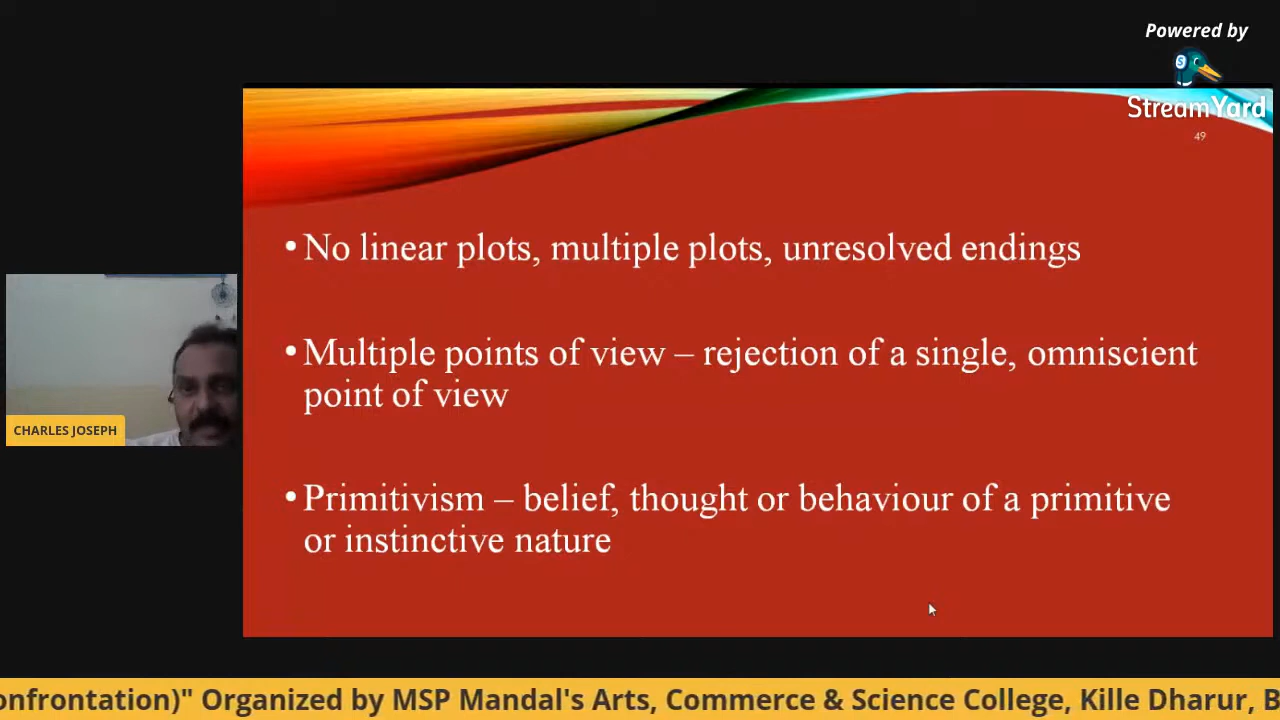 Powered by
StreamYard
49
•No linear plots, multiple plots, unresolved endings
•Multiple points of view – rejection of a single, omniscient
point of view
•Primitivism – belief, thought or behaviour of a primitive
or instinctive nature
CHARLES JOSEPH
onfrontation)" Organized by MSP Mandal's Arts, Commerce & Science College, Kille Dharur, B